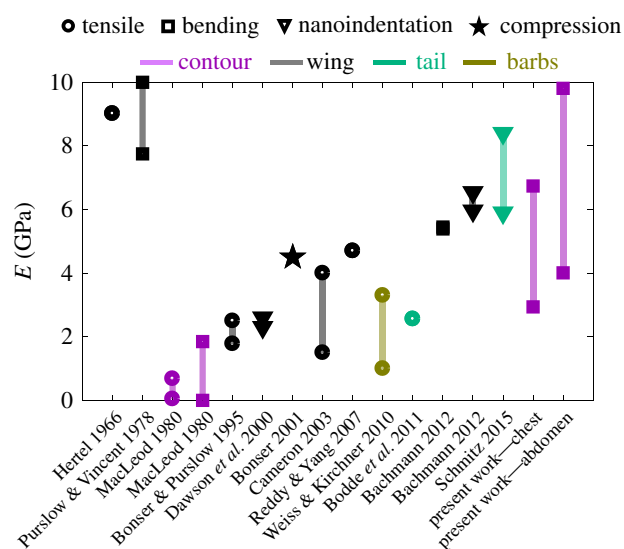 tensile bending nanoindentation compression
contour wing tail barbs
10
8
6
4
2
0
E (GPa)
Hertel 1966
Purslow & Vincent 1978
MacLeod 1980
MacLeod 1980
Bonser & Purslow 1995
Dawson et al. 2000
Bonser 2001
Cameron 2003
Reddy & Yang 2007
Weiss & Kirchner 2010
Bodde et al. 2011
Bachmann 2012
Bachmann 2012
Schmitz 2015
present work—chest
present work—abdomen